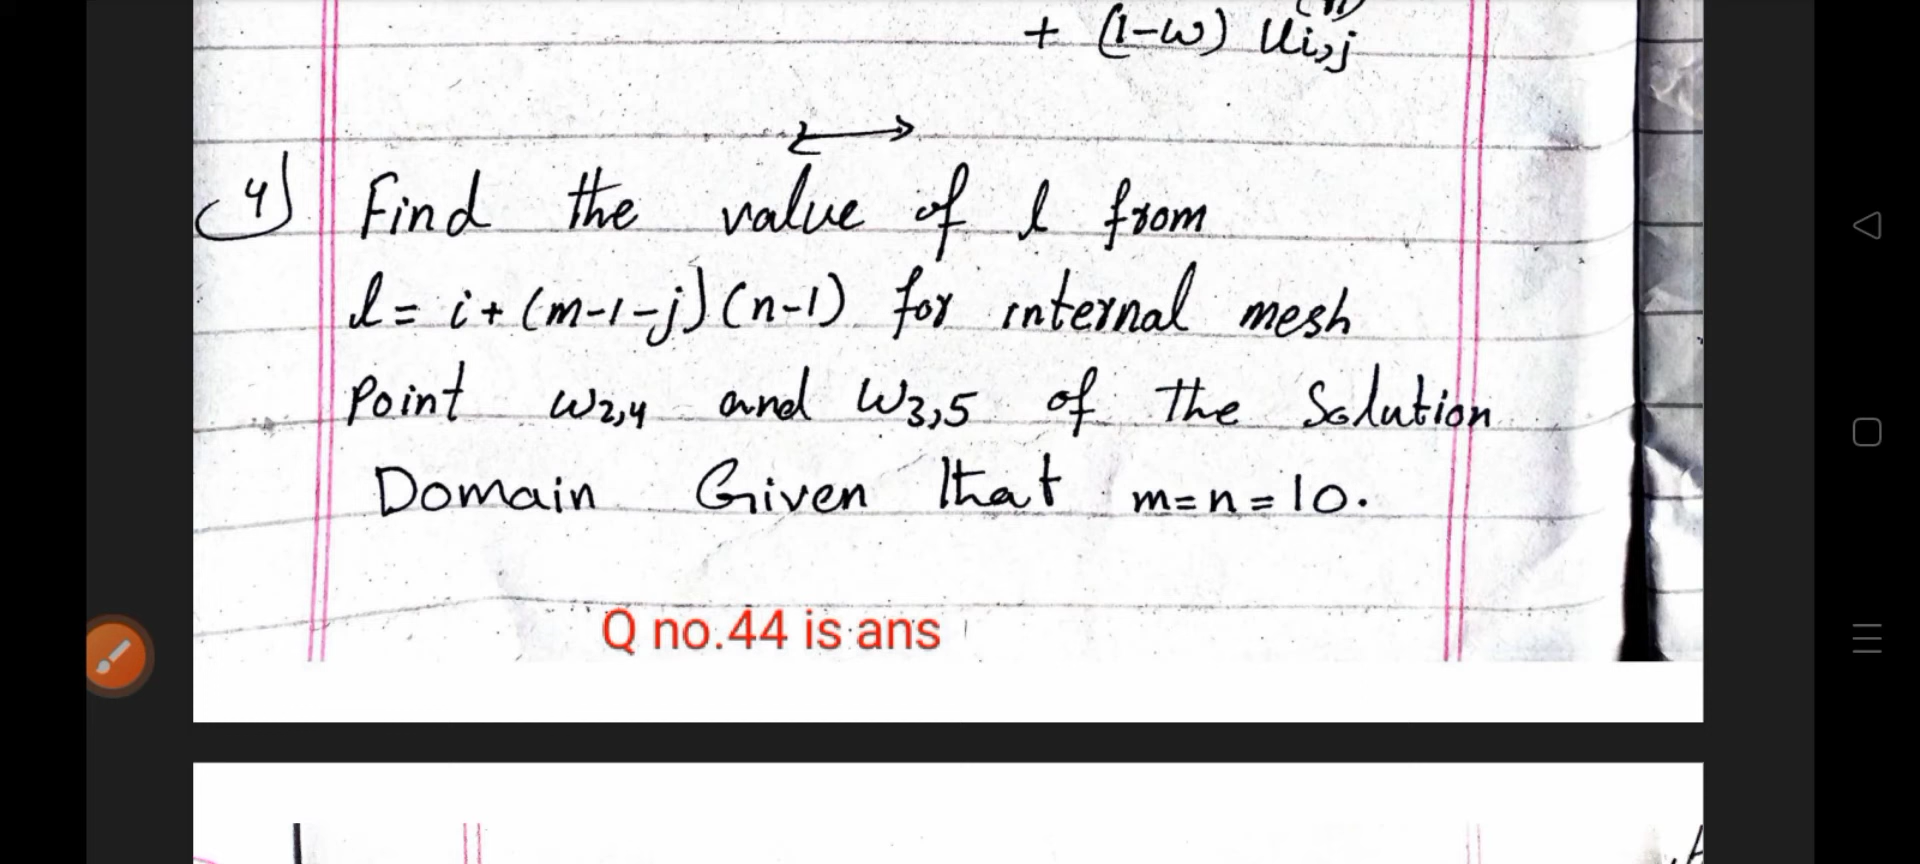 + (1-w) Ui,j (n)
4) Find the value of l from
l = i + (m-1-j)(n-1) for internal mesh
Point w2,4 and w3,5 of the Solution
Domain Given that m=n=10.
Q no.44 is ans